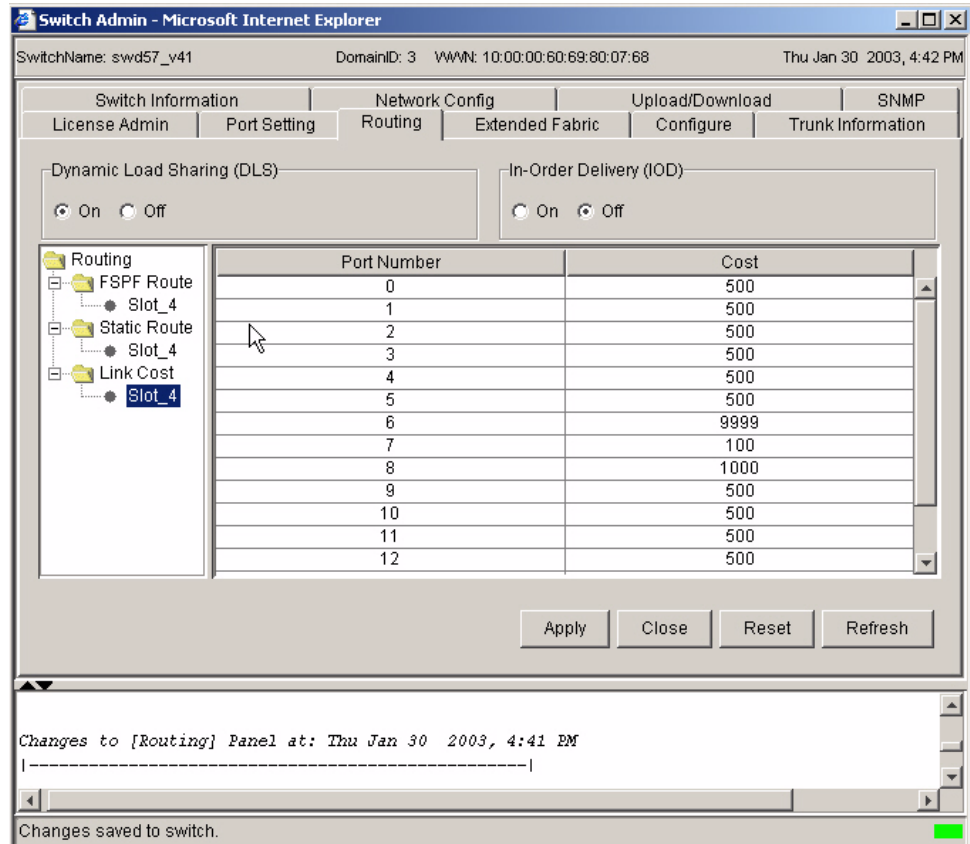 Switch Admin - Microsoft Internet Explorer
SwitchName: swd57_v41 DomainID: 3 WWN: 10:00:00:60:69:80:07:68 Thu Jan 30 2003, 4:42 PM
Switch Information Network Config Upload/Download SNMP
License Admin Port Setting Routing Extended Fabric Configure Trunk Information
Dynamic Load Sharing (DLS) In-Order Delivery (IOD)
On Off On Off
Routing
FSPF Route
Slot_4
Static Route
Slot_4
Link Cost
Slot_4
Port Number Cost
0 500
1 500
2 500
3 500
4 500
5 500
6 9999
7 100
8 1000
9 500
10 500
11 500
12 500
Apply Close Reset Refresh
Changes to [Routing] Panel at: Thu Jan 30 2003, 4:41 PM
|--------------------------------------------------|
Changes saved to switch.